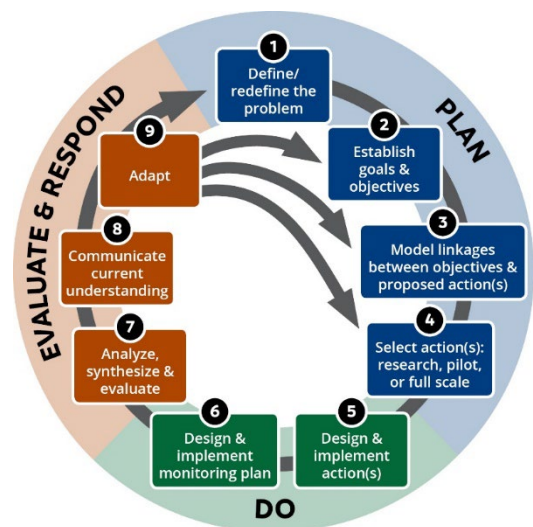 1
Define/
redefine the
problem
2
Establish
goals &
objectives
3
Model linkages
between objectives &
proposed action(s)
4
Select action(s):
research, pilot,
or full scale
5
Design &
implement
action(s)
6
Design &
implement
monitoring plan
7
Analyze,
synthesize &
evaluate
8
Communicate
current
understanding
9
Adapt
PLAN
DO
EVALUATE & RESPOND